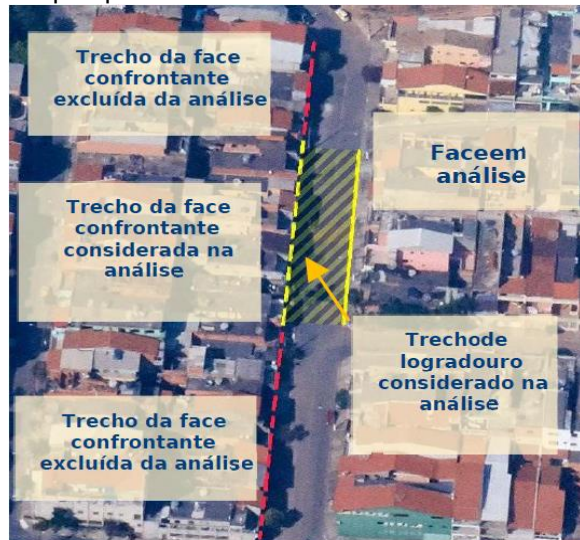 Trecho da face
confrontante
excluída da análise
Faceem
análise
Trecho da face
confrontante
considerada na
análise
Trechode
logradouro
considerado na
análise
Trecho da face
confrontante
excluída da análise